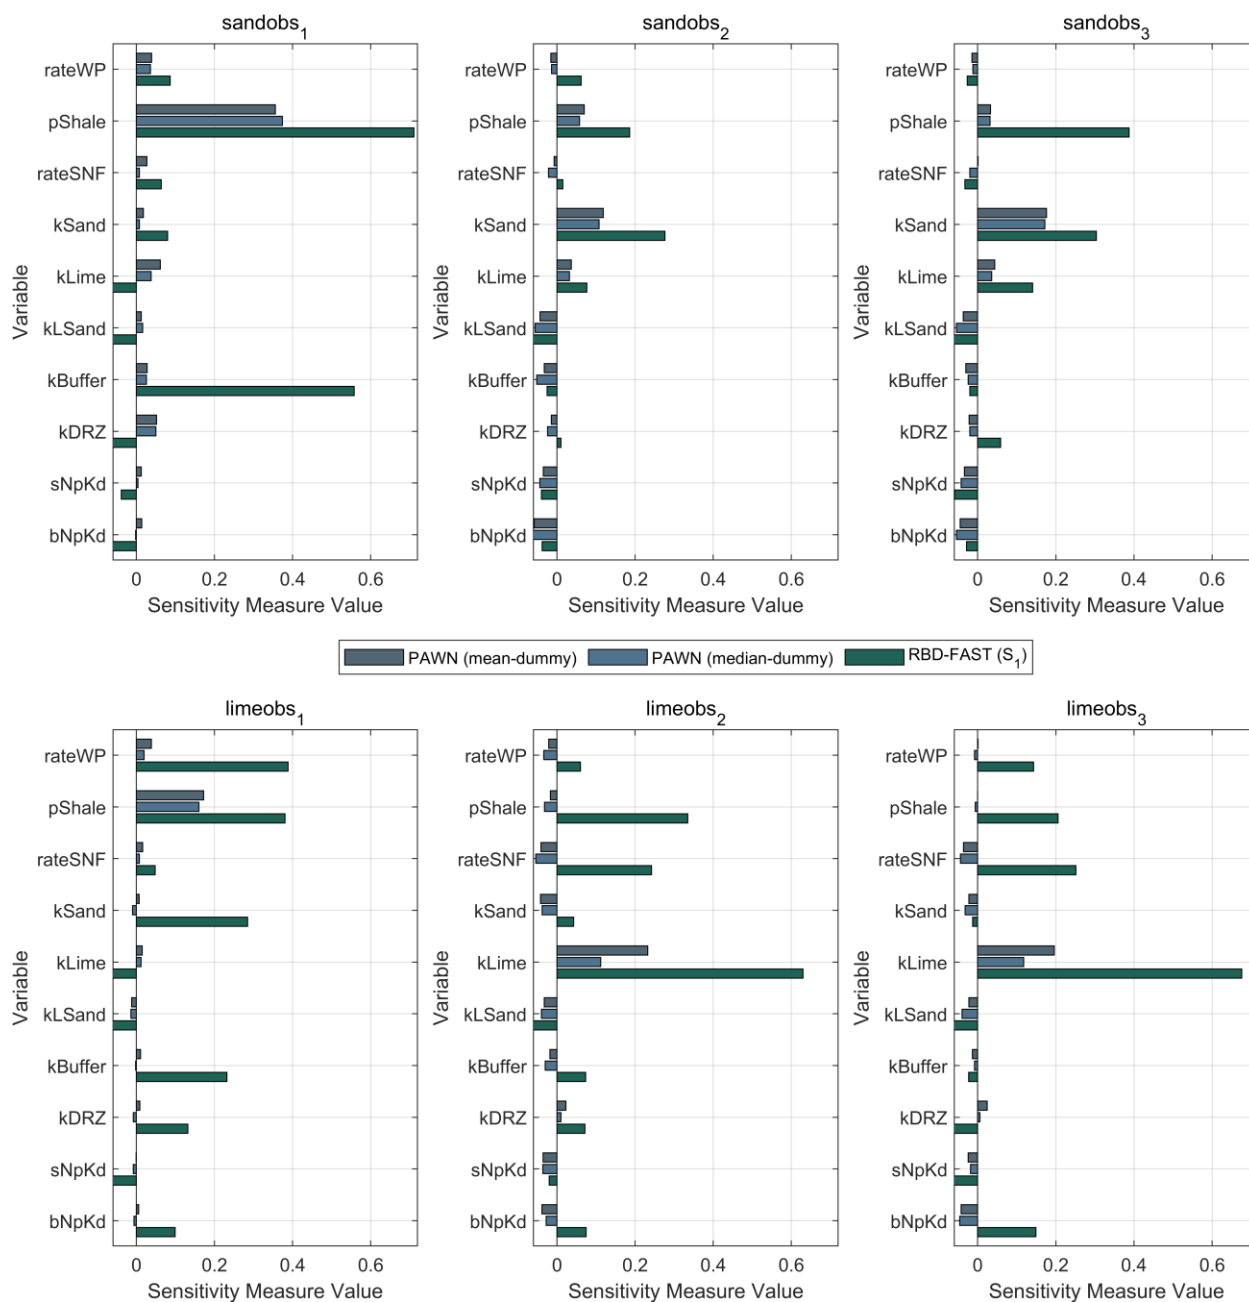 sandobs1
rateWP
pShale
rateSNF
kSand
kLime
kLSand
kBuffer
kDRZ
sNpKd
bNpKd
Variable
0 0.2 0.4 0.6
Sensitivity Measure Value
sandobs2
rateWP
pShale
rateSNF
kSand
kLime
kLSand
kBuffer
kDRZ
sNpKd
bNpKd
Variable
0 0.2 0.4 0.6
Sensitivity Measure Value
sandobs3
rateWP
pShale
rateSNF
kSand
kLime
kLSand
kBuffer
kDRZ
sNpKd
bNpKd
Variable
0 0.2 0.4 0.6
Sensitivity Measure Value
PAWN (mean-dummy) PAWN (median-dummy) RBD-FAST (S1)
limeobs1
rateWP
pShale
rateSNF
kSand
kLime
kLSand
kBuffer
kDRZ
sNpKd
bNpKd
Variable
0 0.2 0.4 0.6
Sensitivity Measure Value
limeobs2
rateWP
pShale
rateSNF
kSand
kLime
kLSand
kBuffer
kDRZ
sNpKd
bNpKd
Variable
0 0.2 0.4 0.6
Sensitivity Measure Value
limeobs3
rateWP
pShale
rateSNF
kSand
kLime
kLSand
kBuffer
kDRZ
sNpKd
bNpKd
Variable
0 0.2 0.4 0.6
Sensitivity Measure Value